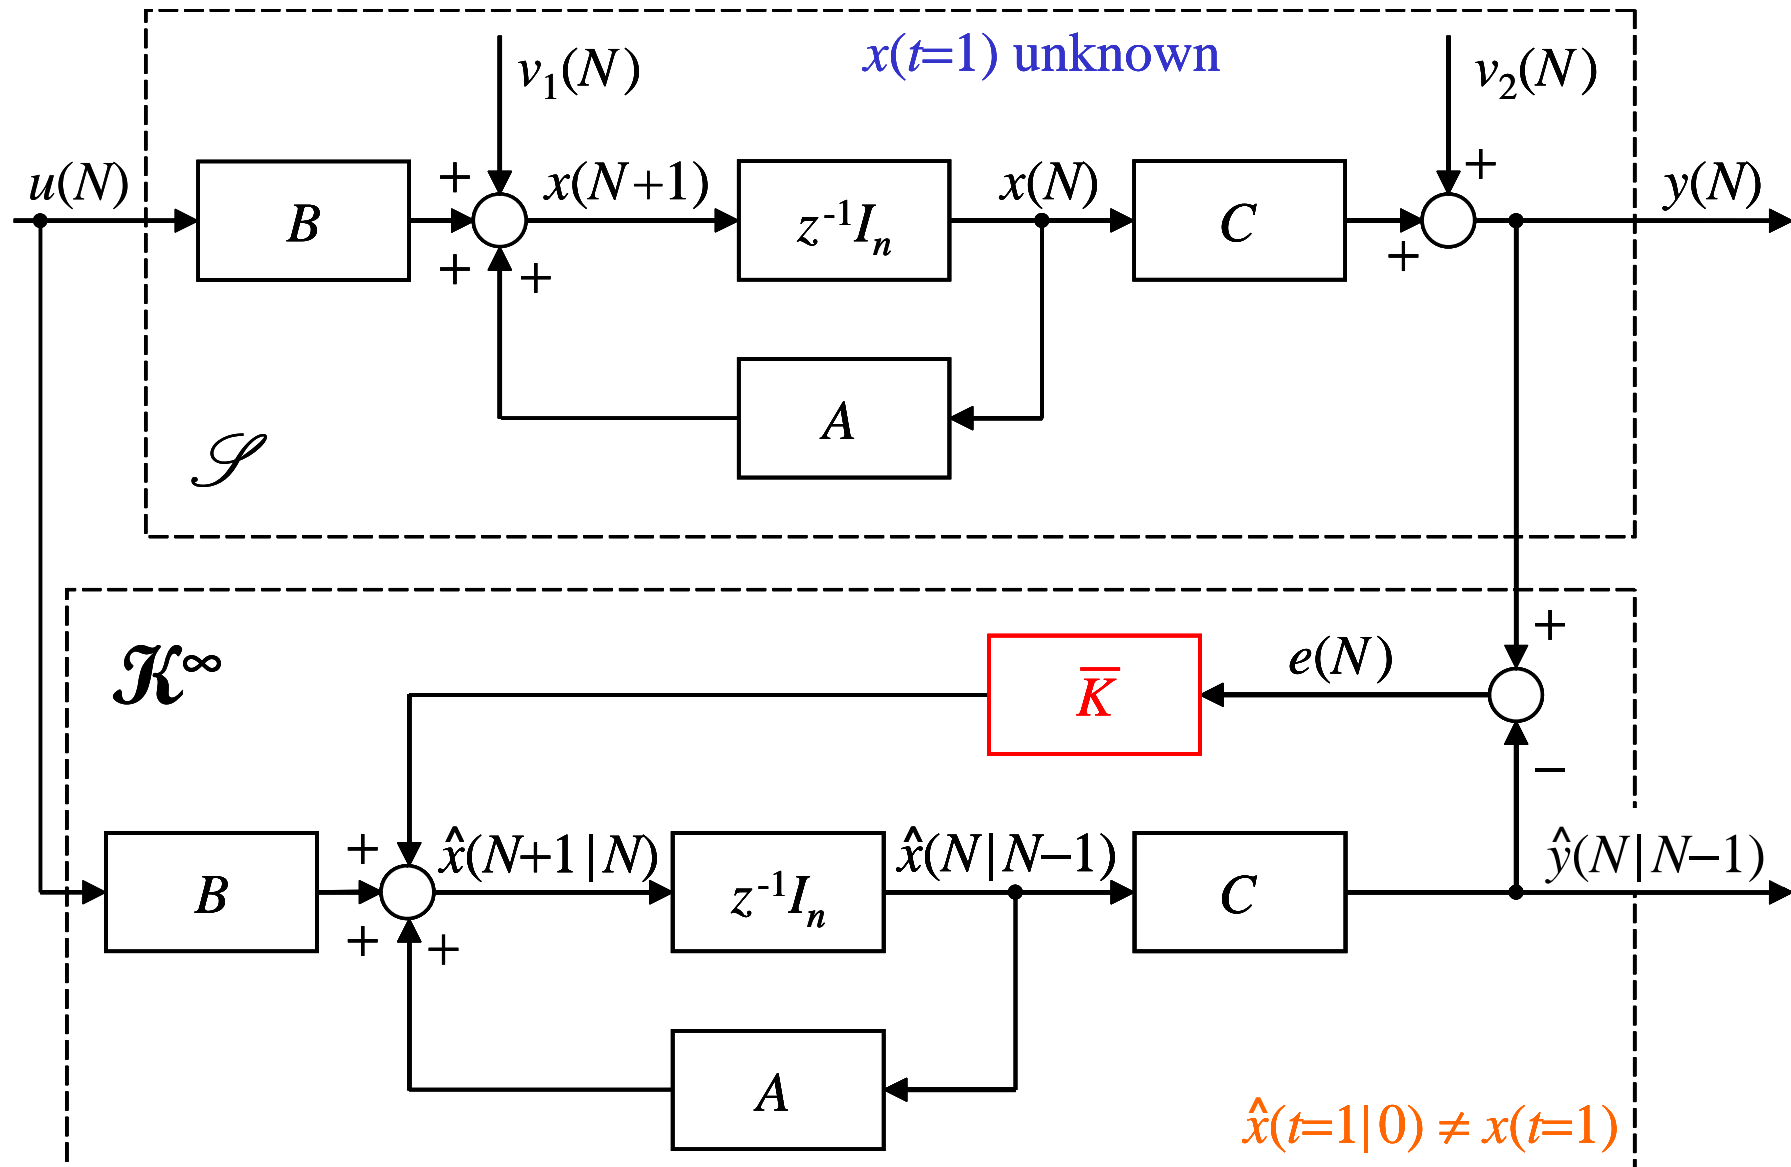 x(t=1) unknown
v₁(N)
v₂(N)
u(N)
B
+
+
+
x(N+1)
z⁻¹Iₙ
x(N)
C
+
+
y(N)
A
𝒮
𝒦^∞
K̅
e(N)
+
−
B
+
+
+
x̂(N+1|N)
z⁻¹Iₙ
x̂(N|N−1)
C
ŷ(N|N−1)
A
x̂(t=1|0) ≠ x(t=1)